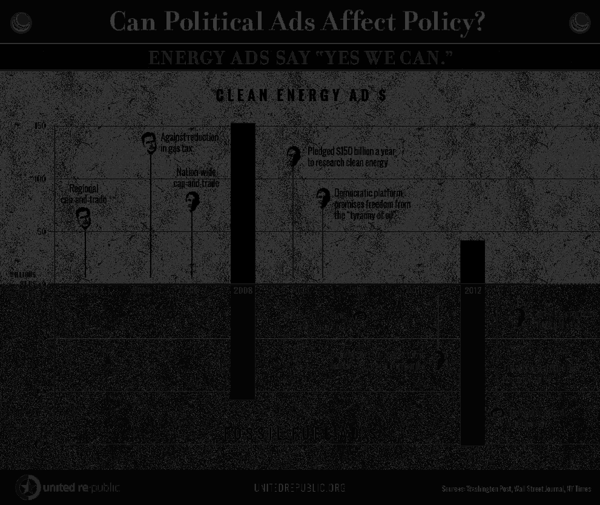 Can Political Ads Affect Policy?
ENERGY ADS SAY "YES WE CAN."
CLEAN ENERGY AD $
150
Against reduction
in gas tax
Pledged $150 billion a year
to research clean energy
100
Nation-wide
cap-and-trade
Regional
cap-and-trade
Democratic platform
promises freedom from
the "tyranny of oil"
50
2008
2012
united re:public
UNITEDREPUBLIC.ORG
Sources: Washington Post, Wall Street Journal, NY Times